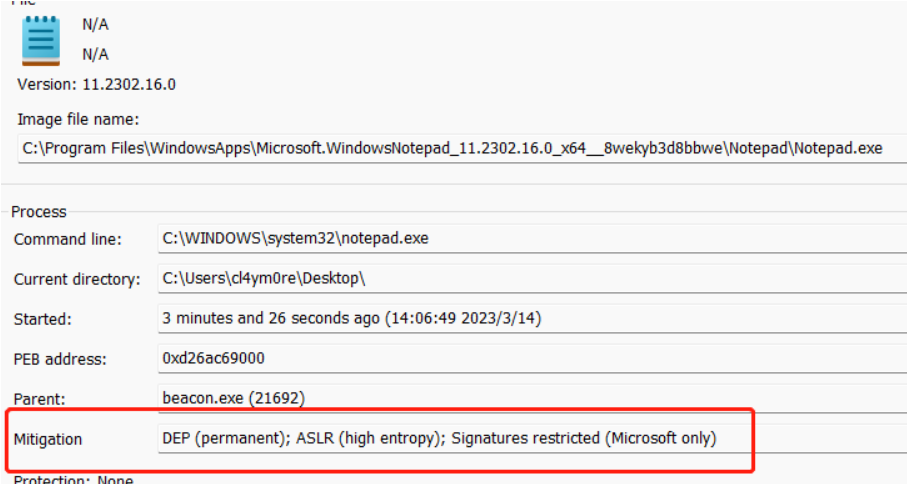 File
N/A
N/A
Version: 11.2302.16.0
Image file name:
C:\Program Files\WindowsApps\Microsoft.WindowsNotepad_11.2302.16.0_x64__8wekyb3d8bbwe\Notepad\Notepad.exe
Process
Command line: C:\WINDOWS\system32\notepad.exe
Current directory: C:\Users\cl4ym0re\Desktop\
Started: 3 minutes and 26 seconds ago (14:06:49 2023/3/14)
PEB address: 0xd26ac69000
Parent: beacon.exe (21692)
Mitigation DEP (permanent); ASLR (high entropy); Signatures restricted (Microsoft only)
Protection: None